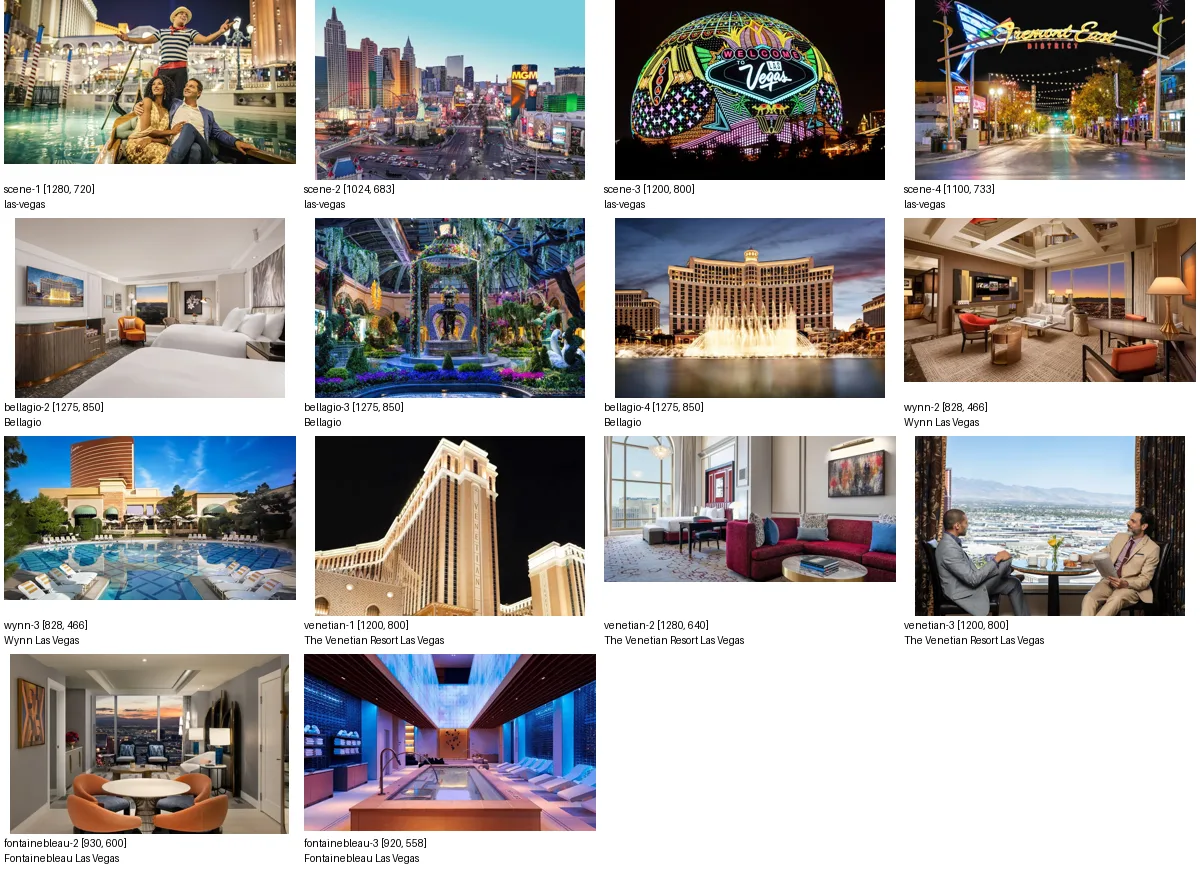 WELCOME
TO
LAS
Vegas
Fremont East
DISTRICT
MGM
scene-1 [1280, 720]
las-vegas
scene-2 [1024, 683]
las-vegas
scene-3 [1200, 800]
las-vegas
scene-4 [1100, 733]
las-vegas
bellagio-2 [1275, 850]
Bellagio
bellagio-3 [1275, 850]
Bellagio
bellagio-4 [1275, 850]
Bellagio
wynn-2 [828, 466]
Wynn Las Vegas
VENETIAN
wynn-3 [828, 466]
Wynn Las Vegas
venetian-1 [1200, 800]
The Venetian Resort Las Vegas
venetian-2 [1280, 640]
The Venetian Resort Las Vegas
venetian-3 [1200, 800]
The Venetian Resort Las Vegas
fontainebleau-2 [930, 600]
Fontainebleau Las Vegas
fontainebleau-3 [920, 558]
Fontainebleau Las Vegas